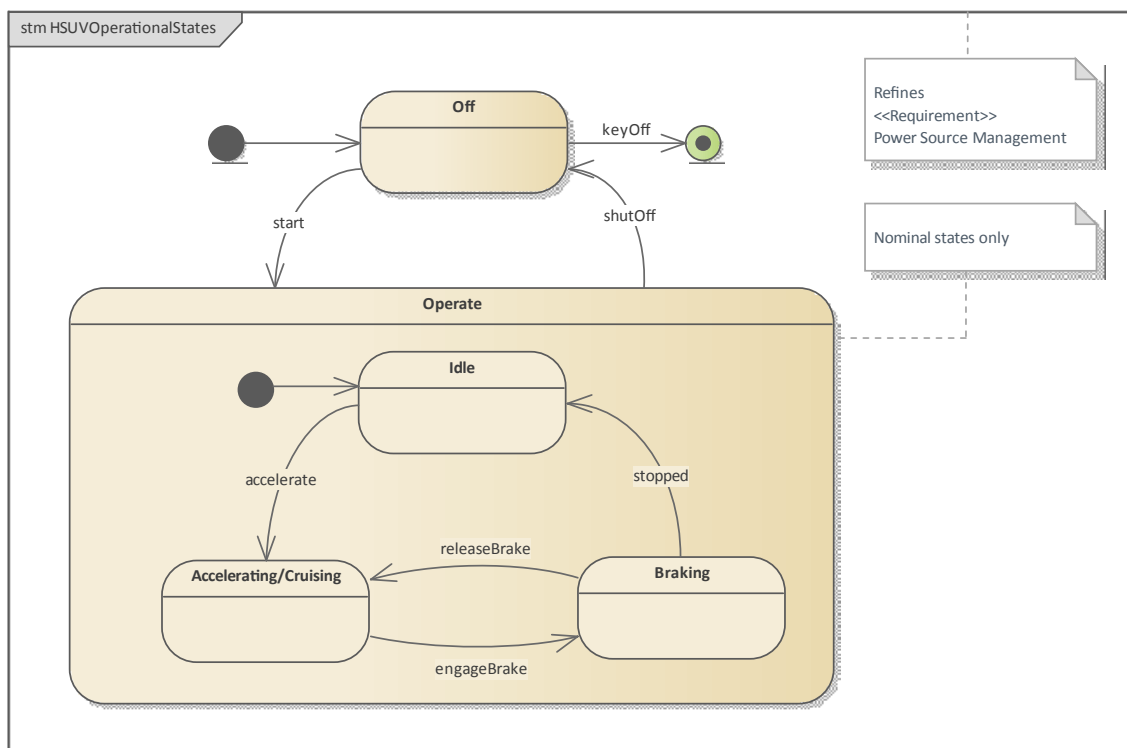 stm HSUVOperationalStates
Off
keyOff
Refines
<<Requirement>>
Power Source Management
start
shutOff
Nominal states only
Operate
Idle
accelerate
stopped
releaseBrake
Accelerating/Cruising
Braking
engageBrake